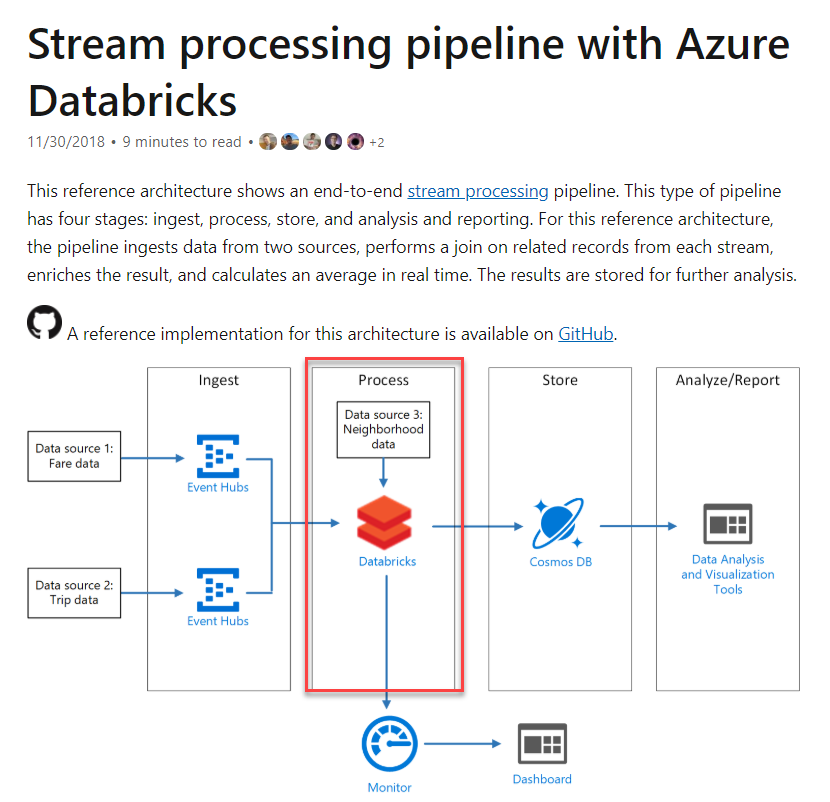 Stream processing pipeline with Azure
Databricks
11/30/2018 • 9 minutes to read • +2
This reference architecture shows an end-to-end stream processing pipeline. This type of pipeline
has four stages: ingest, process, store, and analysis and reporting. For this reference architecture,
the pipeline ingests data from two sources, performs a join on related records from each stream,
enriches the result, and calculates an average in real time. The results are stored for further analysis.
A reference implementation for this architecture is available on GitHub.
Ingest
Process
Store
Analyze/Report
Data source 3:
Neighborhood
data
Data source 1:
Fare data
Event Hubs
Databricks
Cosmos DB
Data Analysis
and Visualization
Tools
Data source 2:
Trip data
Event Hubs
Monitor
Dashboard